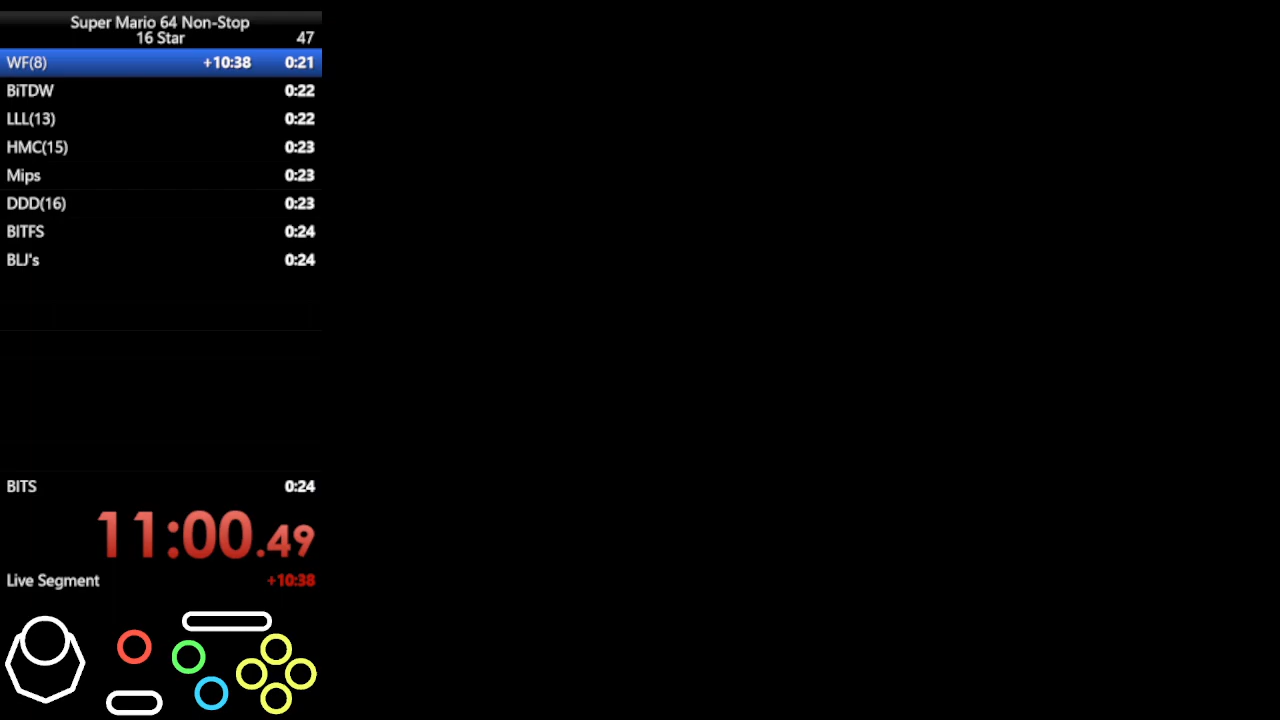 Super Mario 64 Non-Stop
16 Star 47
WF(8) +10:38 0:21
BiTDW 0:22
LLL(13) 0:22
HMC(15) 0:23
Mips 0:23
DDD(16) 0:23
BITFS 0:24
BLJ's 0:24
BITS 0:24
11:00.49
Live Segment +10:38